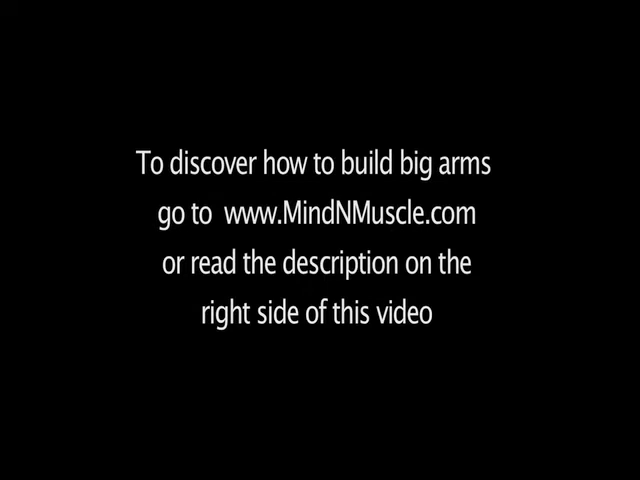 To discover how to build big arms
go to www.MindNMuscle.com
or read the description on the
right side of this video